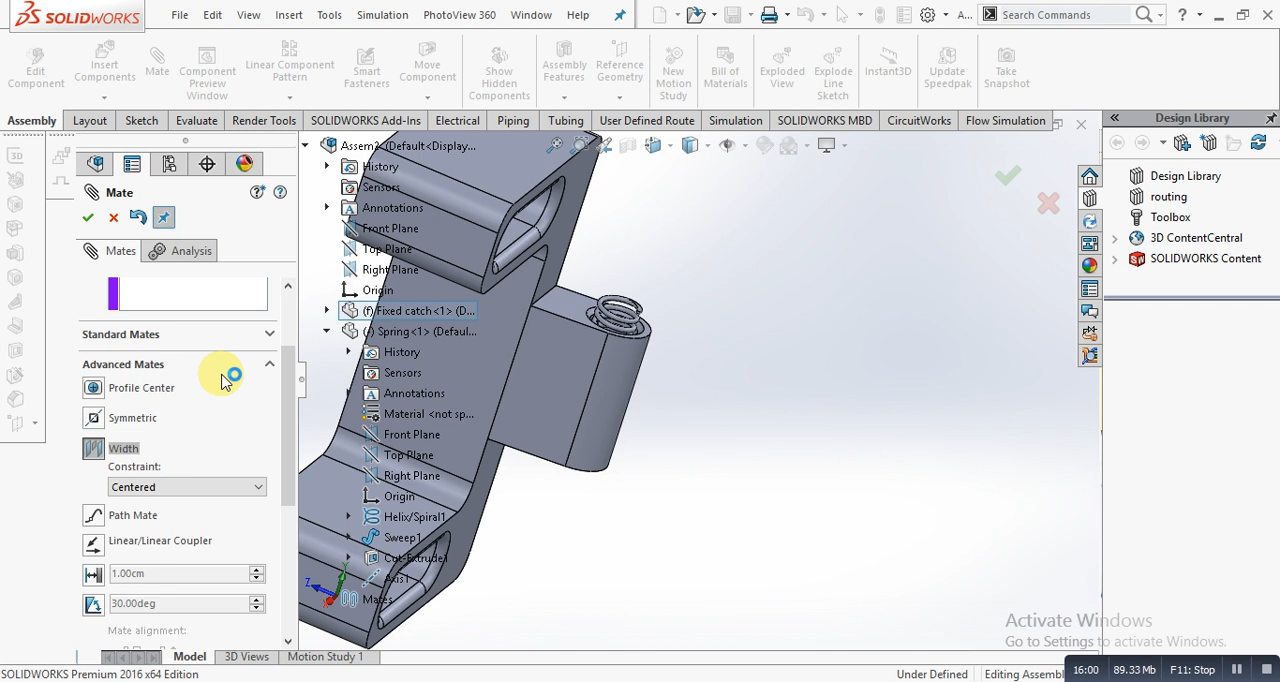 SOLIDWORKS
File Edit View Insert Tools Simulation PhotoView 360 Window Help
A...
Search Commands
Edit Component
Insert Components
Mate
Component Preview Window
Linear Component Pattern
Smart Fasteners
Move Component
Show Hidden Components
Assembly Features
Reference Geometry
New Motion Study
Bill of Materials
Exploded View
Explode Line Sketch
Instant3D
Update Speedpak
Take Snapshot
Assembly Layout Sketch Evaluate Render Tools SOLIDWORKS Add-Ins Electrical Piping Tubing User Defined Route Simulation SOLIDWORKS MBD CircuitWorks Flow Simulation
Design Library
Design Library
routing
Toolbox
3D ContentCentral
SOLIDWORKS Content
Mate
Mates Analysis
Standard Mates
Advanced Mates
Profile Center
Symmetric
Width
Constraint:
Centered
Path Mate
Linear/Linear Coupler
1.00cm
30.00deg
Mate alignment:
(Default<Display...
History
Sensors
Annotations
Front Plane
Top Plane
Right Plane
Origin
(f) Fixed catch<1> (D...
Spring<1> (Defaul...
History
Sensors
Annotations
Material <not sp...
Front Plane
Top Plane
Right Plane
Origin
Helix/Spiral1
Sweep1
Cut-Extrude1
Axis1
Mates
Y
Z
Activate Windows
Go to Settings to activate Windows.
Model 3D Views Motion Study 1
SOLIDWORKS Premium 2016 x64 Edition
Under Defined
Editing Assembl
16:00 89.33 Mb F11: Stop